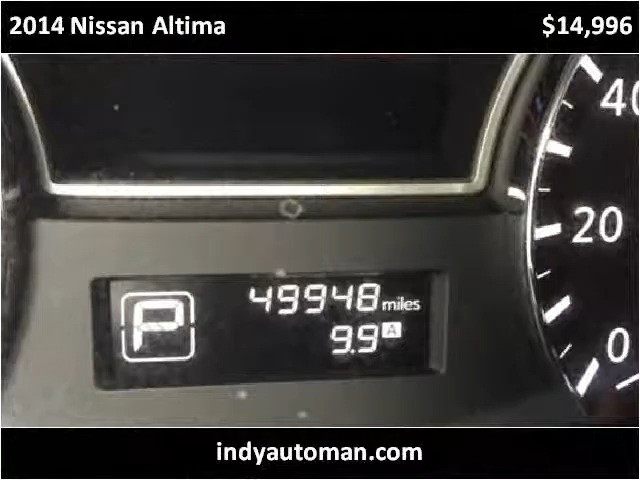 2014 Nissan Altima $14,996
40
20
49948 miles
P
9.9 A
0
indyautoman.com